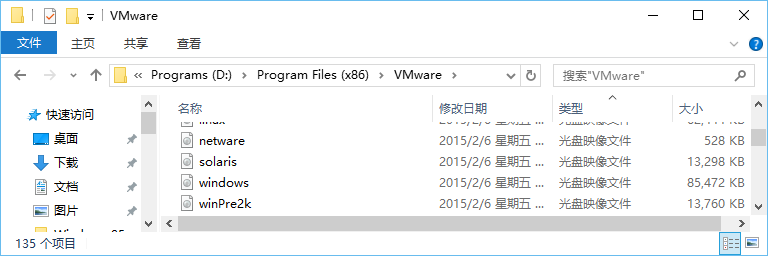 VMware
文件 主页 共享 查看
« Programs (D:) › Program Files (x86) › VMware › 搜索"VMware"
快速访问 名称 修改日期 类型 大小
桌面 netware 2015/2/6 星期五 ... 光盘映像文件 528 KB
下载 solaris 2015/2/6 星期五 ... 光盘映像文件 13,298 KB
文档 windows 2015/2/6 星期五 ... 光盘映像文件 85,472 KB
图片 winPre2k 2015/2/6 星期五 ... 光盘映像文件 13,760 KB
135 个项目